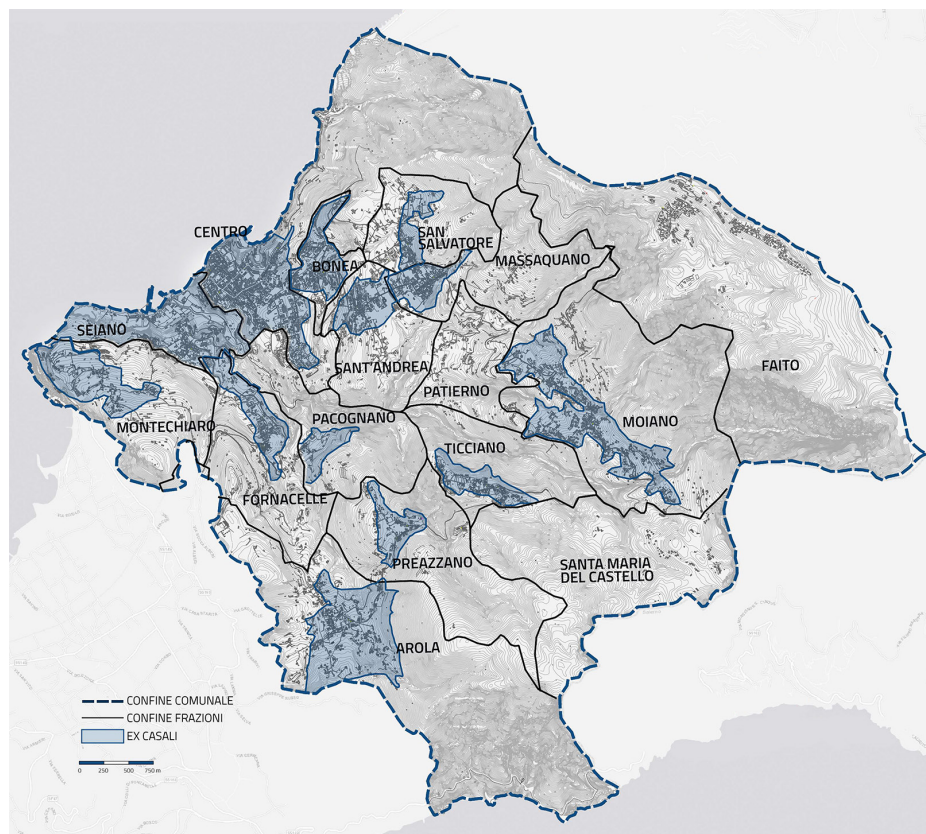 CENTRO
SAN
SALVATORE
BONEA
MASSAQUANO
SEIANO
SANT'ANDREA
FAITO
PATIERNO
MONTECHIARO
PACOGNANO
MOIANO
TICCIANO
FORNACELLE
PREAZZANO
SANTA MARIA
DEL CASTELLO
AROLA
CONFINE COMUNALE
CONFINE FRAZIONI
EX CASALI
0 250 500 750 m